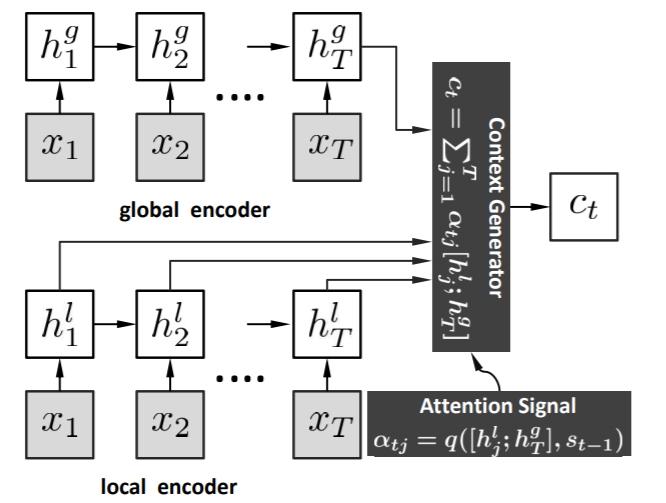 h_1^g h_2^g h_T^g
....
x_1 x_2 x_T
global encoder
Context Generator
c_t = \sum_{j=1}^{T} \alpha_{tj}[h_j^l; h_T^g]
c_t
h_1^l h_2^l h_T^l
....
x_1 x_2 x_T
local encoder
Attention Signal
\alpha_{tj} = q([h_j^l; h_T^g], s_{t-1})